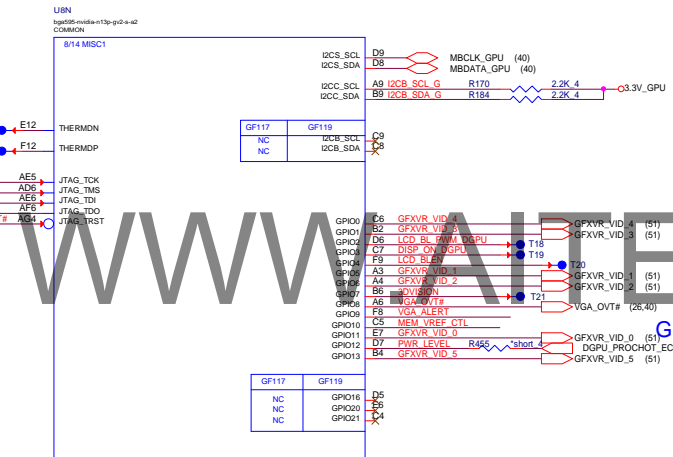 U8N
bga595-nvidia-n13p-gv2-s-a2
COMMON
8/14 MISC1
I2CS_SCL D9 MBCLK_GPU (40)
I2CS_SDA D8 MBDATA_GPU (40)
I2CC_SCL A9 I2CB_SCL_G R170 2.2K_4
I2CC_SDA B9 I2CB_SDA_G R184 2.2K_4
3.3V_GPU
E12 THERMDN
F12 THERMDP
GF117 GF119
NC I2CB_SCL C9
NC I2CB_SDA C8
AE5 JTAG_TCK
AD6 JTAG_TMS
AE6 JTAG_TDI
AF6 JTAG_TDO
T# AG4 JTAG_TRST
GPIO0 C6 GFXVR_VID_4 GFXVR_VID_4 (51)
GPIO1 B2 GFXVR_VID_3 GFXVR_VID_3 (51)
GPIO2 D6 LCD_BL_PWM_DGPU T18
GPIO3 C7 DISP_ON_DGPU T19
GPIO4 F9 LCD_BLEN T20
GPIO5 A3 GFXVR_VID_1 GFXVR_VID_1 (51)
GPIO6 A4 GFXVR_VID_2 GFXVR_VID_2 (51)
GPIO7 B6 3DVISION T21
GPIO8 A6 VGA_OVT# VGA_OVT# (26,40)
GPIO9 F8 VGA_ALERT
GPIO10 C5 MEM_VREF_CTL
GPIO11 E7 GFXVR_VID_0 GFXVR_VID_0 (51)
GPIO12 D7 PWR_LEVEL R455 *short_4 DGPU_PROCHOT_EC
GPIO13 B4 GFXVR_VID_5 GFXVR_VID_5 (51)
G
GF117 GF119
NC GPIO16 D5
NC GPIO20 E6
NC GPIO21 C4
WWW.AITE